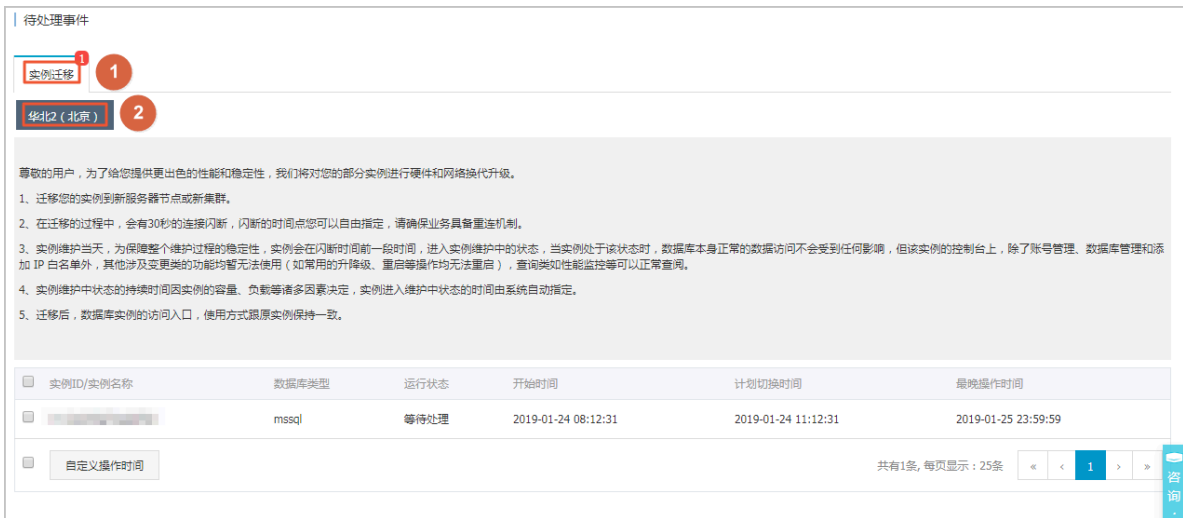 待处理事件
1
实例迁移
1
华北2（北京）
2
尊敬的用户，为了给您提供更出色的性能和稳定性，我们将对您的部分实例进行硬件和网络换代升级。
1、迁移您的实例到新服务器节点或新集群。
2、在迁移的过程中，会有30秒的连接闪断，闪断的时间点您可以自由指定，请确保业务具备重连机制。
3、实例维护当天，为保障整个维护过程的稳定性，实例会在闪断时间前一段时间，进入实例维护中的状态，当实例处于该状态时，数据库本身正常的数据访问不会受到任何影响，但该实例的控制台上，除了账号管理、数据库管理和添
加 IP 白名单外，其他涉及变更类的功能均暂无法使用（如常用的升降级、重启等操作均无法重启），查询类如性能监控等可以正常查阅。
4、实例维护中状态的持续时间因实例的容量、负载等诸多因素决定，实例进入维护中状态的时间由系统自动指定。
5、迁移后，数据库实例的访问入口，使用方式跟原实例保持一致。
实例ID/实例名称 数据库类型 运行状态 开始时间 计划切换时间 最晚操作时间
mssql 等待处理 2019-01-24 08:12:31 2019-01-24 11:12:31 2019-01-25 23:59:59
自定义操作时间 共有1条, 每页显示：25条 « ‹ 1 › »
咨
询